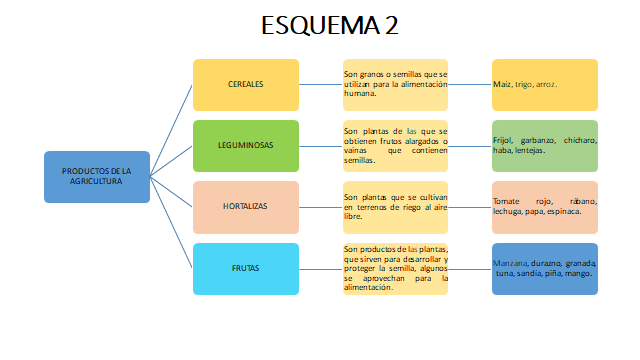 ESQUEMA 2
PRODUCTOS DE LA
AGRICULTURA
CEREALES
Son granos o semillas que se
utilizan para la alimentación
humana.
Maíz, trigo, arroz.
LEGUMINOSAS
Son plantas de las que se
obtienen frutos alargados o
vainas que contienen
semillas.
Frijol, garbanzo, chícharo,
haba, lentejas.
HORTALIZAS
Son plantas que se cultivan
en terrenos de riego al aire
libre.
Tomate rojo, rábano,
lechuga, papa, espinaca.
FRUTAS
Son productos de las plantas,
que sirven para desarrollar y
proteger la semilla, algunos
se aprovechan para la
alimentación.
Manzana, durazno, granada,
tuna, sandía, piña, mango.